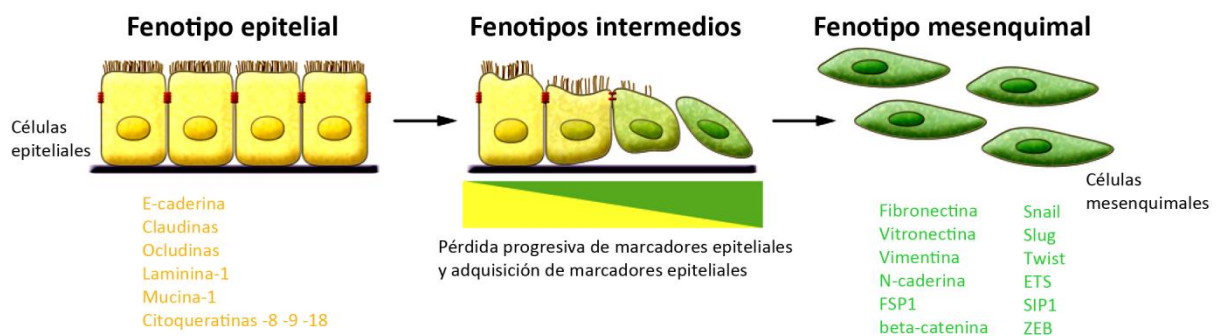 Fenotipo epitelial
Fenotipos intermedios
Fenotipo mesenquimal
Células
epiteliales
E-caderina
Claudinas
Ocludinas
Laminina-1
Mucina-1
Citoqueratinas -8 -9 -18
Pérdida progresiva de marcadores epiteliales
y adquisición de marcadores epiteliales
Células
mesenquimales
Fibronectina
Vitronectina
Vimentina
N-caderina
FSP1
beta-catenina
Snail
Slug
Twist
ETS
SIP1
ZEB